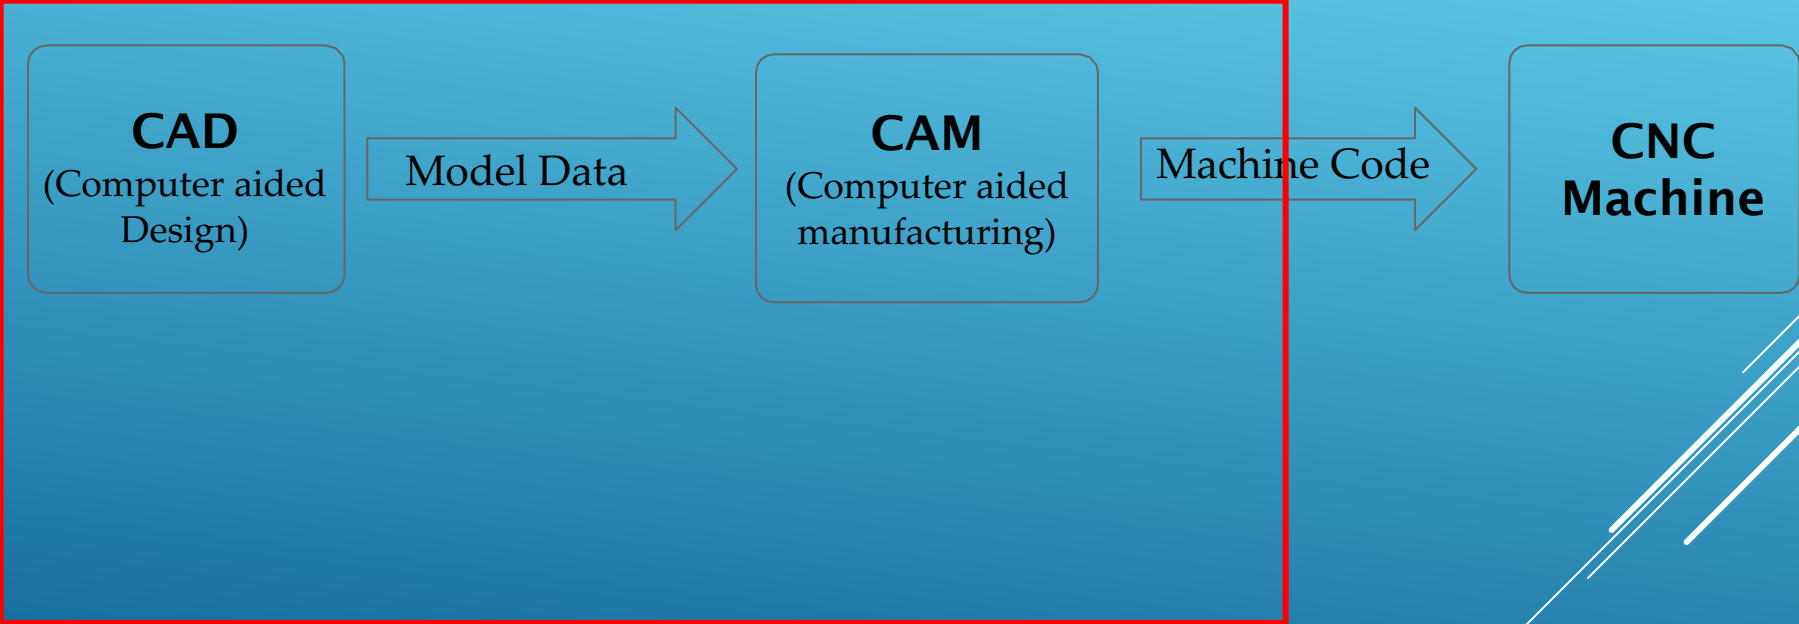 CAD
(Computer aided
Design)
Model Data
CAM
(Computer aided
manufacturing)
Machine Code
CNC
Machine